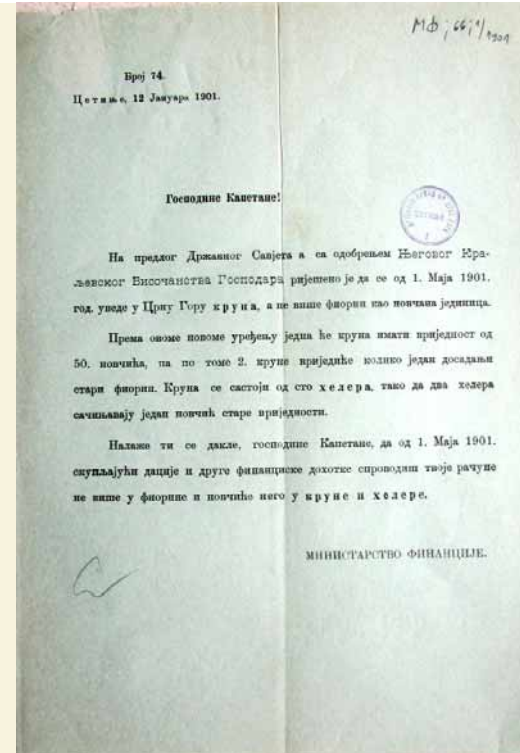 МФ ; 66 ; 1/1901
Број 74.
Цетиње, 12 Јануара 1901.
Господине Капетане!
На предлог Државног Савјета а са одобрењем Његовог Кра-
љевског Височанства Господара ријешено је да се од 1. Маја 1901.
год. уведе у Црну Гору круна, а не више фиорин као новчана јединица.
Према ономе новоме уређењу једна ће круна имати вриједност од
50. новчића, па по томе 2. круне вриједиће колико један досадањи
стари фиорин. Круна се састоји од сто хелера, тако да два хелера
сачињавају један новчић старе вриједности.
Налаже ти се дакле, господине Капетане, да од 1. Маја 1901.
скупљајући дације и друге финанциске дохотке спроводиш твоје рачуне
не више у фиорине и новчиће него у круне и хелере.
МИНИСТАРСТВО ФИНАНЦИЈЕ.